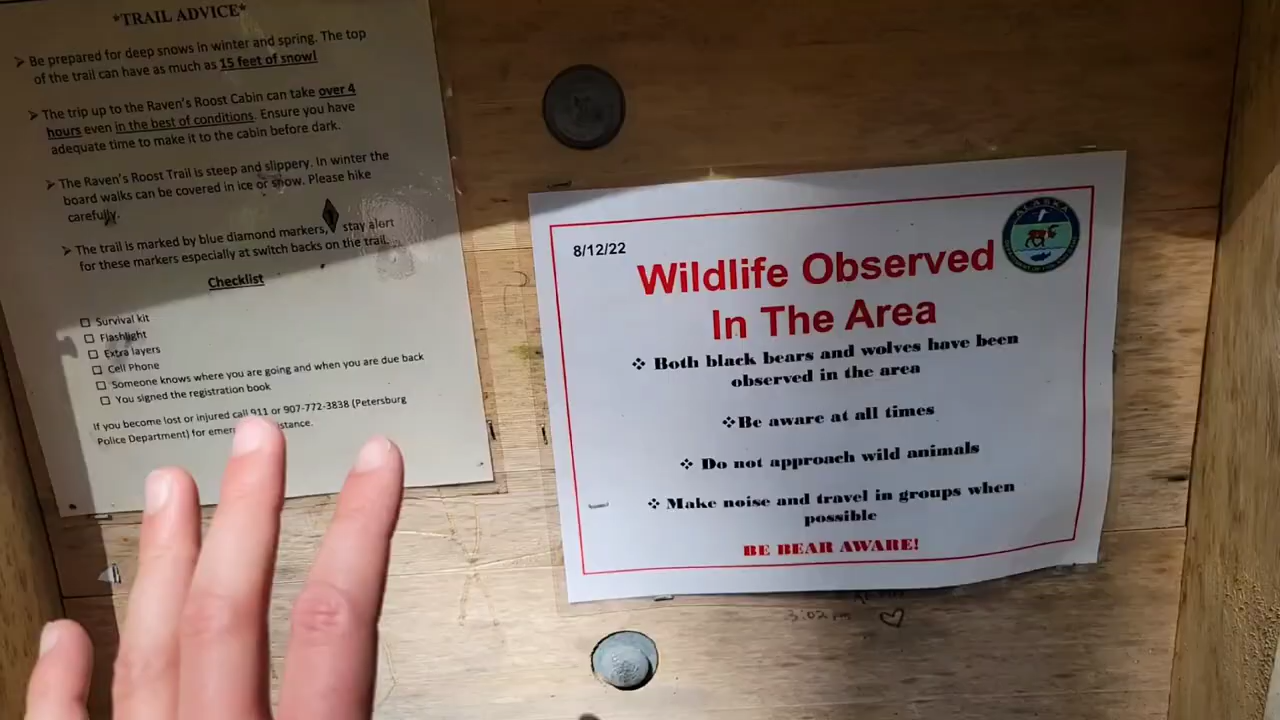 *TRAIL ADVICE*
➢ Be prepared for deep snows in winter and spring. The top
of the trail can have as much as 15 feet of snow!
➢ The trip up to the Raven's Roost Cabin can take over 4
hours even in the best of conditions. Ensure you have
adequate time to make it to the cabin before dark.
➢ The Raven's Roost Trail is steep and slippery. In winter the
board walks can be covered in ice or snow. Please hike
carefully.
➢ The trail is marked by blue diamond markers, stay alert
for these markers especially at switch backs on the trail.
Checklist
☐ Survival kit
☐ Flashlight
☐ Extra layers
☐ Cell Phone
☐ Someone knows where you are going and when you are due back
☐ You signed the registration book
If you become lost or injured call 911 or 907-772-3838 (Petersburg
Police Department) for
8/12/22
ALASKA
Wildlife Observed
In The Area
❖ Both black bears and wolves have been
observed in the area
❖Be aware at all times
❖ Do not approach wild animals
❖ Make noise and travel in groups when
possible
BE BEAR AWARE!
3:02 PM ♡